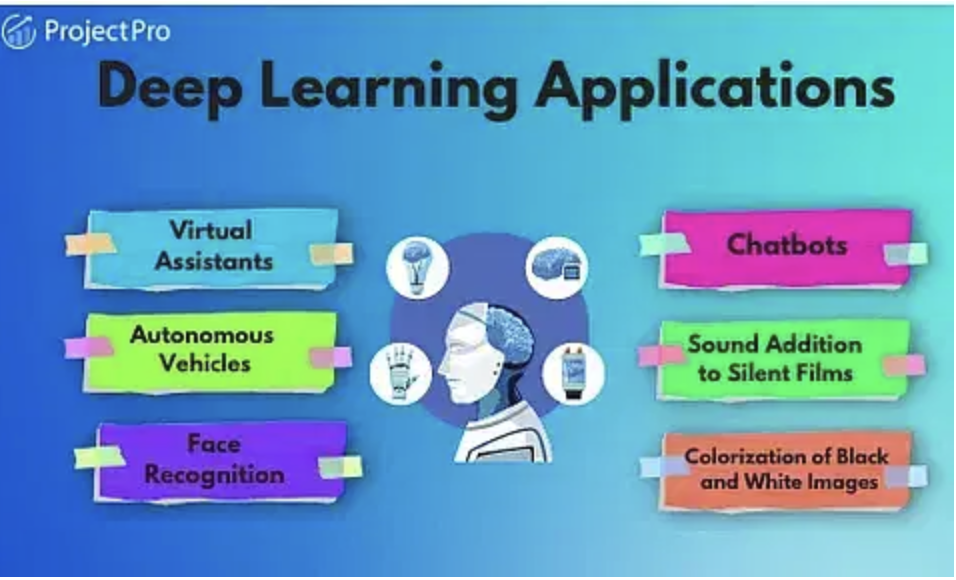 ProjectPro
Deep Learning Applications
Virtual
Assistants
Autonomous
Vehicles
Face
Recognition
Chatbots
Sound Addition
to Silent Films
Colorization of Black
and White Images